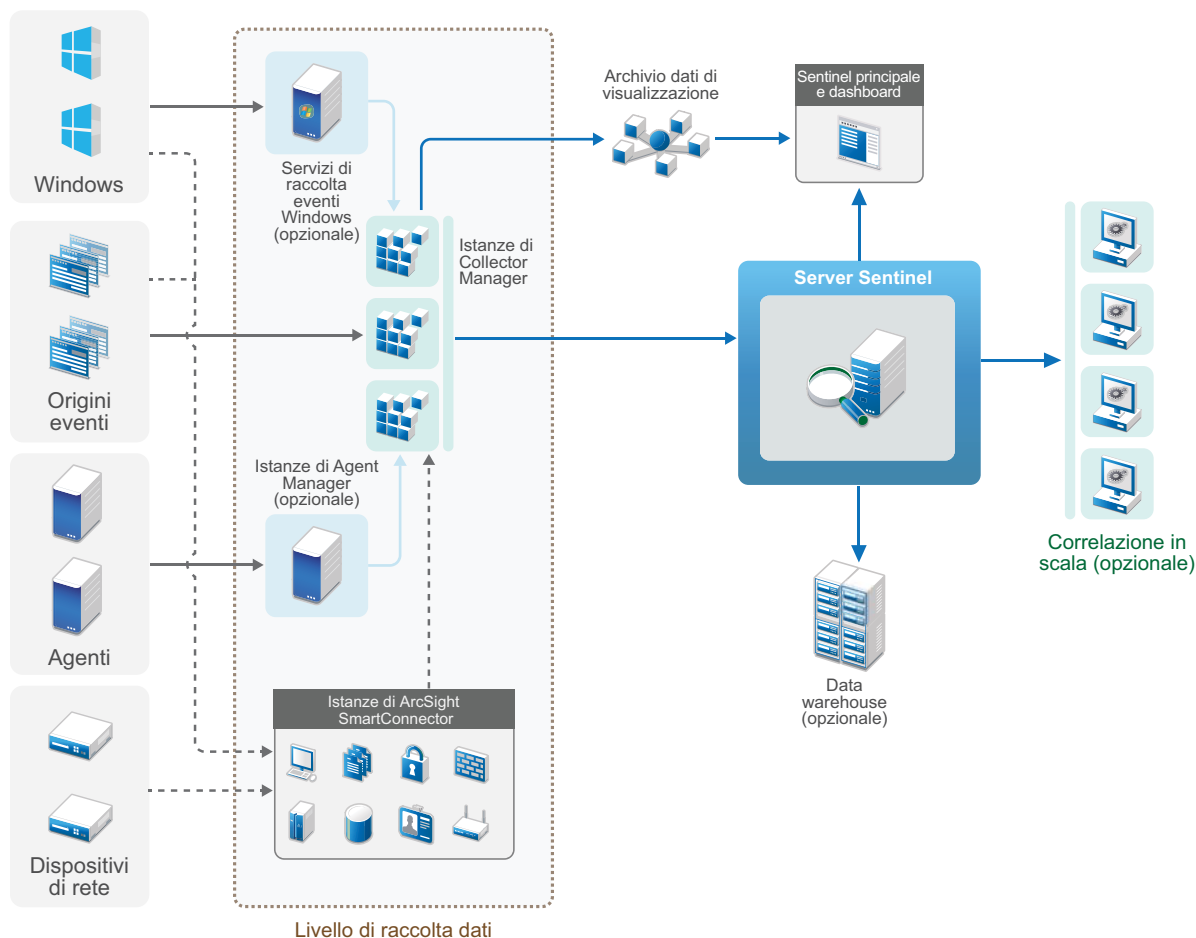 Windows
Origini
eventi
Agenti
Dispositivi
di rete
Servizi di
raccolta
eventi
Windows
(opzionale)
Istanze di
Collector
Manager
Istanze di Agent
Manager
(opzionale)
Istanze di ArcSight
SmartConnector
Livello di raccolta dati
Archivio dati di
visualizzazione
Sentinel principale
e dashboard
Server Sentinel
Data
warehouse
(opzionale)
Correlazione in
scala (opzionale)